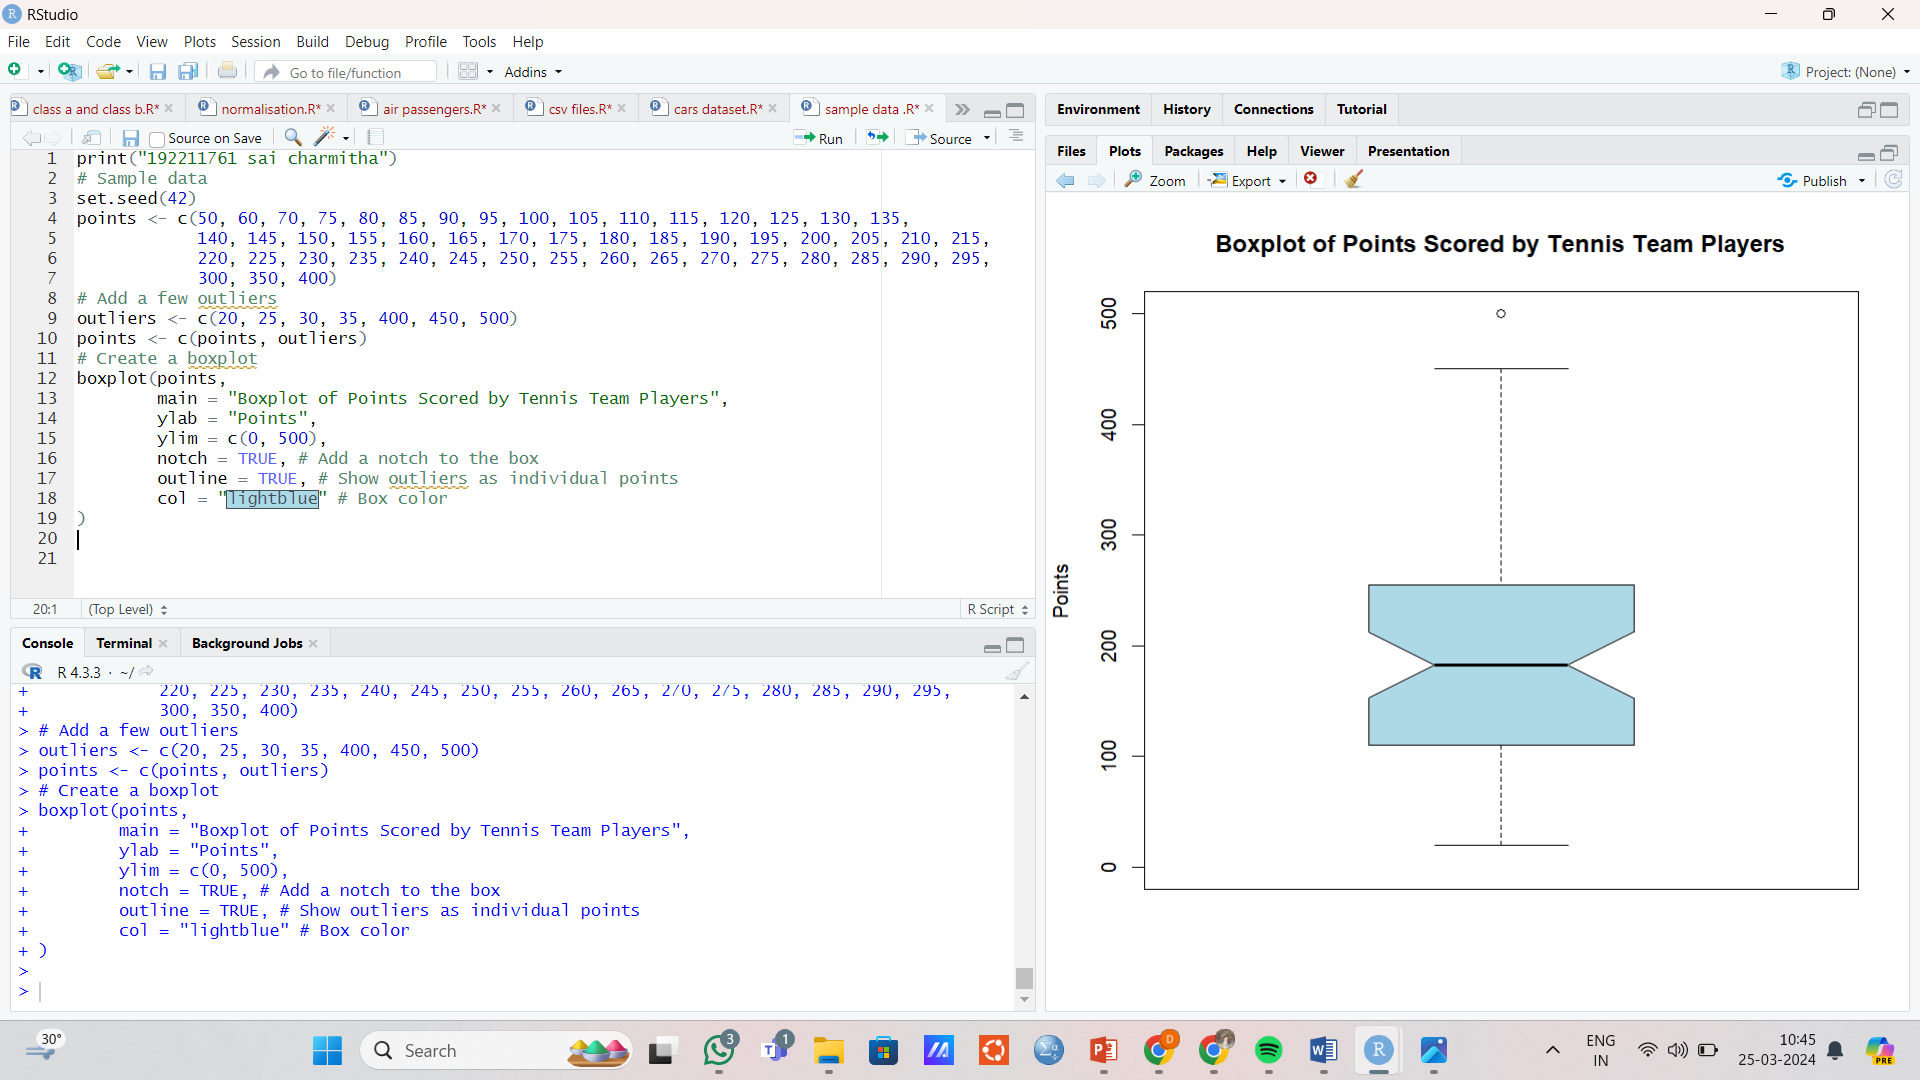 RStudio
File Edit Code View Plots Session Build Debug Profile Tools Help
Go to file/function Addins Project: (None)
class a and class b.R* normalisation.R* air passengers.R* csv files.R* cars dataset.R* sample data .R*
Source on Save Run Source
1 print("192211761 sai charmitha")
2 # Sample data
3 set.seed(42)
4 points <- c(50, 60, 70, 75, 80, 85, 90, 95, 100, 105, 110, 115, 120, 125, 130, 135,
5 140, 145, 150, 155, 160, 165, 170, 175, 180, 185, 190, 195, 200, 205, 210, 215,
6 220, 225, 230, 235, 240, 245, 250, 255, 260, 265, 270, 275, 280, 285, 290, 295,
7 300, 350, 400)
8 # Add a few outliers
9 outliers <- c(20, 25, 30, 35, 400, 450, 500)
10 points <- c(points, outliers)
11 # Create a boxplot
12 boxplot(points,
13 main = "Boxplot of Points Scored by Tennis Team Players",
14 ylab = "Points",
15 ylim = c(0, 500),
16 notch = TRUE, # Add a notch to the box
17 outline = TRUE, # Show outliers as individual points
18 col = "lightblue" # Box color
19 )
20
21
20:1 (Top Level) R Script
Console Terminal Background Jobs
R 4.3.3 · ~/
+ 220, 225, 230, 235, 240, 245, 250, 255, 260, 265, 270, 275, 280, 285, 290, 295,
+ 300, 350, 400)
> # Add a few outliers
> outliers <- c(20, 25, 30, 35, 400, 450, 500)
> points <- c(points, outliers)
> # Create a boxplot
> boxplot(points,
+ main = "Boxplot of Points Scored by Tennis Team Players",
+ ylab = "Points",
+ ylim = c(0, 500),
+ notch = TRUE, # Add a notch to the box
+ outline = TRUE, # Show outliers as individual points
+ col = "lightblue" # Box color
+ )
>
>
Environment History Connections Tutorial
Files Plots Packages Help Viewer Presentation
Zoom Export Publish
Boxplot of Points Scored by Tennis Team Players
500
400
300
200
100
0
Points
30°
Search
3
1
D
ENG
IN
10:45
25-03-2024
PRE